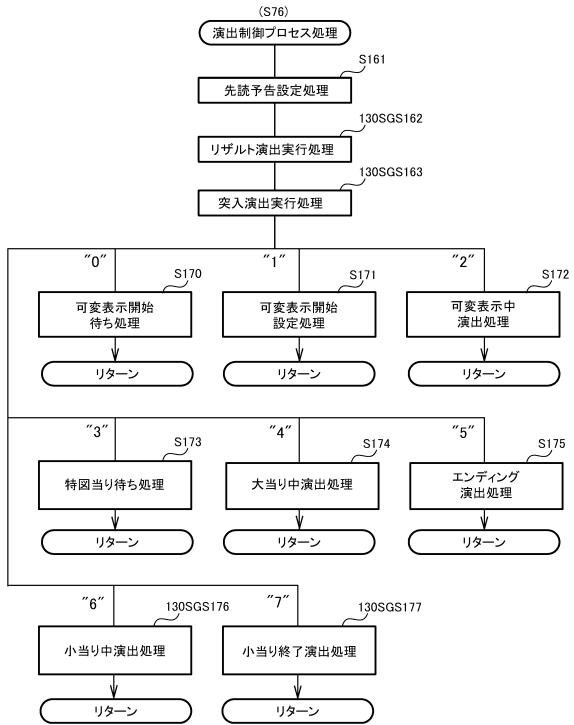 (S76)
演出制御プロセス処理
S161
先読予告設定処理
130SGS162
リザルト演出実行処理
130SGS163
突入演出実行処理
"0" "1" "2"
S170 S171 S172
可変表示開始
待ち処理
可変表示開始
設定処理
可変表示中
演出処理
リターン リターン リターン
"3" "4" "5"
S173 S174 S175
特図当り待ち処理
大当り中演出処理
エンディング
演出処理
リターン リターン リターン
"6" "7"
130SGS176 130SGS177
小当り中演出処理
小当り終了演出処理
リターン リターン